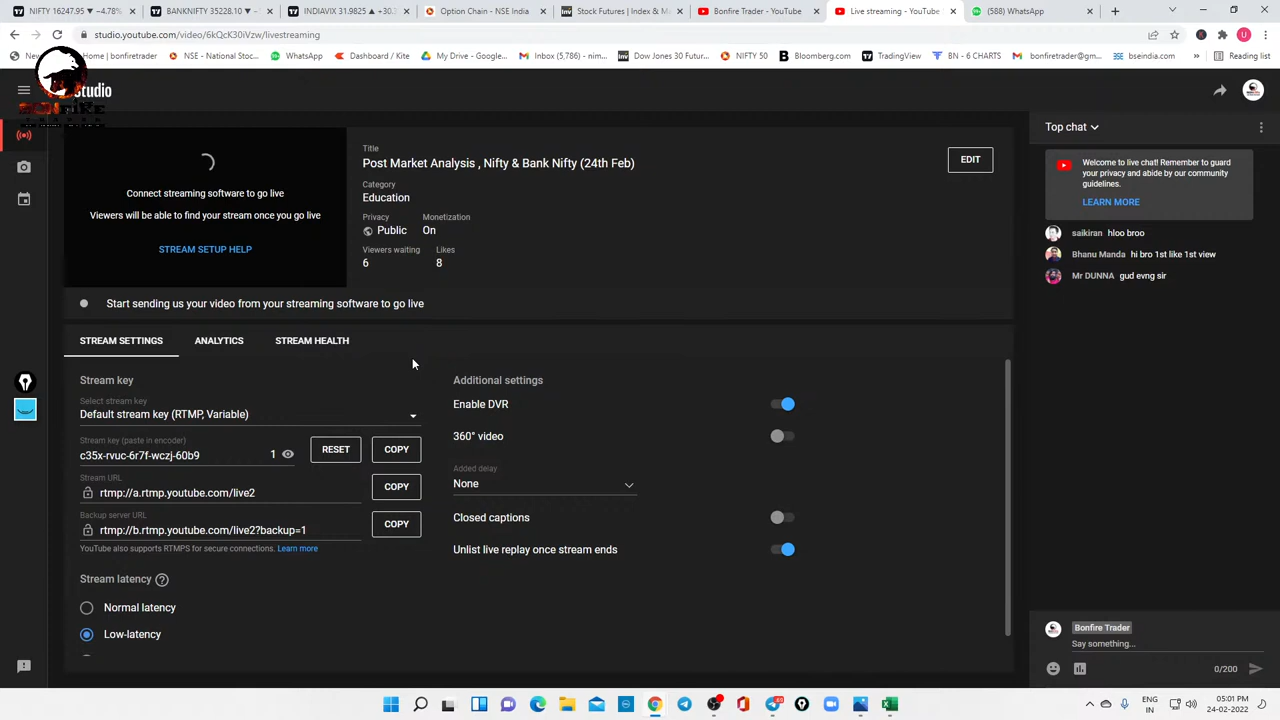 NIFTY 16247.95 ▼ −4.78%
BANKNIFTY 35228.10 ▼
INDIAVIX 31.9825 ▲ +30.
Option Chain - NSE India
Stock Futures | Index & M
Bonfire Trader - YouTube
Live streaming - YouTube
(588) WhatsApp
studio.youtube.com/video/6kQcK30iVzw/livestreaming
U
Home | bonfiretrader
NSE - National Stoc...
WhatsApp
Dashboard / Kite
My Drive - Google...
Inbox (5,786) - nim...
Dow Jones 30 Futur...
NIFTY 50
Bloomberg.com
TradingView
BN - 6 CHARTS
bonfiretrader@gm...
bseindia.com
»
Reading list
Studio
BONFIRE
Connect streaming software to go live
Viewers will be able to find your stream once you go live
STREAM SETUP HELP
Title
Post Market Analysis , Nifty & Bank Nifty (24th Feb)
EDIT
Category
Education
Privacy Monetization
Public On
Viewers waiting Likes
6 8
Start sending us your video from your streaming software to go live
STREAM SETTINGS ANALYTICS STREAM HEALTH
Stream key
Select stream key
Default stream key (RTMP, Variable)
Stream key (paste in encoder)
c35x-rvuc-6r7f-wczj-60b9 1
RESET COPY
Stream URL
rtmp://a.rtmp.youtube.com/live2
COPY
Backup server URL
rtmp://b.rtmp.youtube.com/live2?backup=1
COPY
YouTube also supports RTMPS for secure connections. Learn more
Stream latency
Normal latency
Low-latency
Additional settings
Enable DVR
360° video
Added delay
None
Closed captions
Unlist live replay once stream ends
Top chat
Welcome to live chat! Remember to guard
your privacy and abide by our community
guidelines.
LEARN MORE
saikiran hloo broo
Bhanu Manda hi bro 1st like 1st view
Mr DUNNA gud evng sir
Bonfire Trader
Say something...
0/200
ENG
IN
05:01 PM
24-02-2022